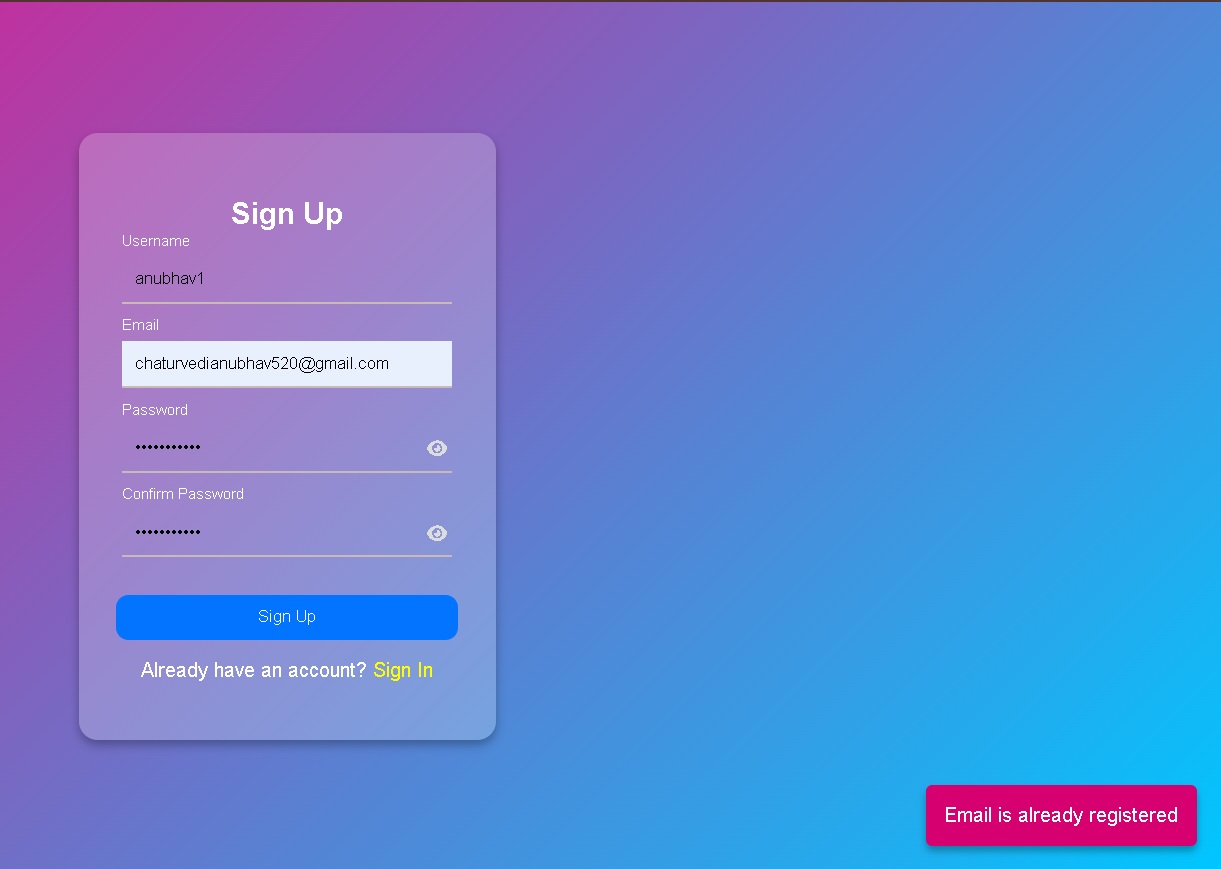 Sign Up
Username
anubhav1
Email
chaturvedianubhav520@gmail.com
Password
•••••••••••
Confirm Password
•••••••••••
Sign Up
Already have an account? Sign In
Email is already registered